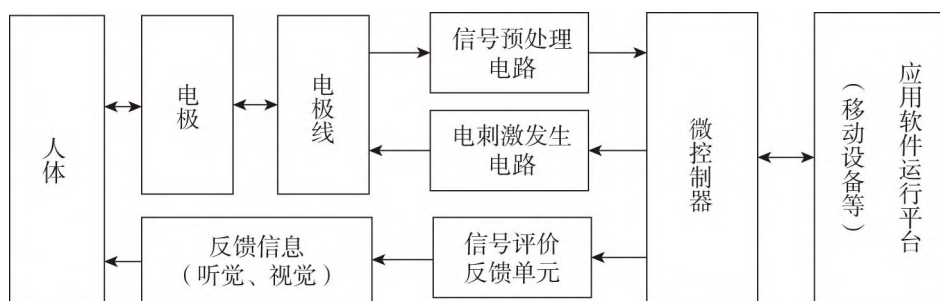 人体
电极
电极线
信号预处理
电路
电刺激发生
电路
反馈信息
（听觉、视觉）
信号评价
反馈单元
微控制器
应用软件运行平台
（移动设备等）